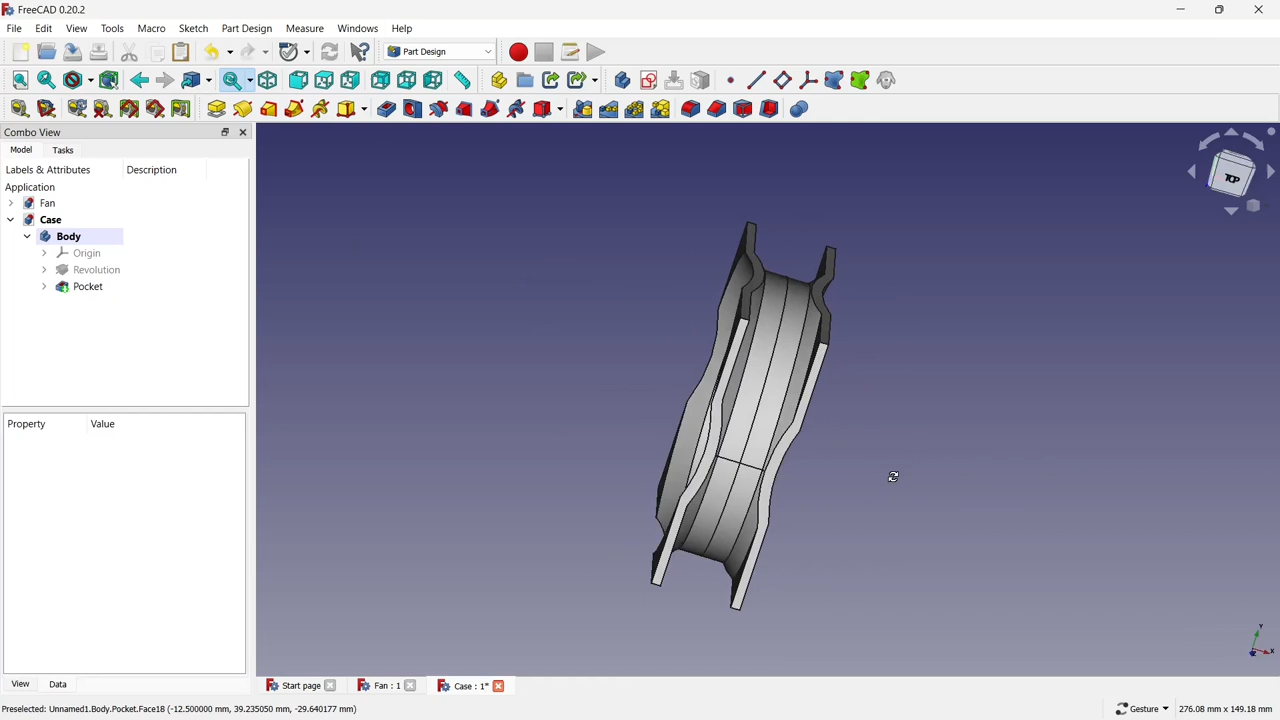 FreeCAD 0.20.2
File Edit View Tools Macro Sketch Part Design Measure Windows Help
Part Design
Combo View
Model Tasks
Labels & Attributes Description
Application
Fan
Case
Body
Origin
Revolution
Pocket
Property Value
TOP
Y
X
View Data
Start page Fan : 1 Case : 1*
Preselected: Unnamed1.Body.Pocket.Face18 (-12.500000 mm, 39.235050 mm, -29.640177 mm) Gesture 276.08 mm x 149.18 mm